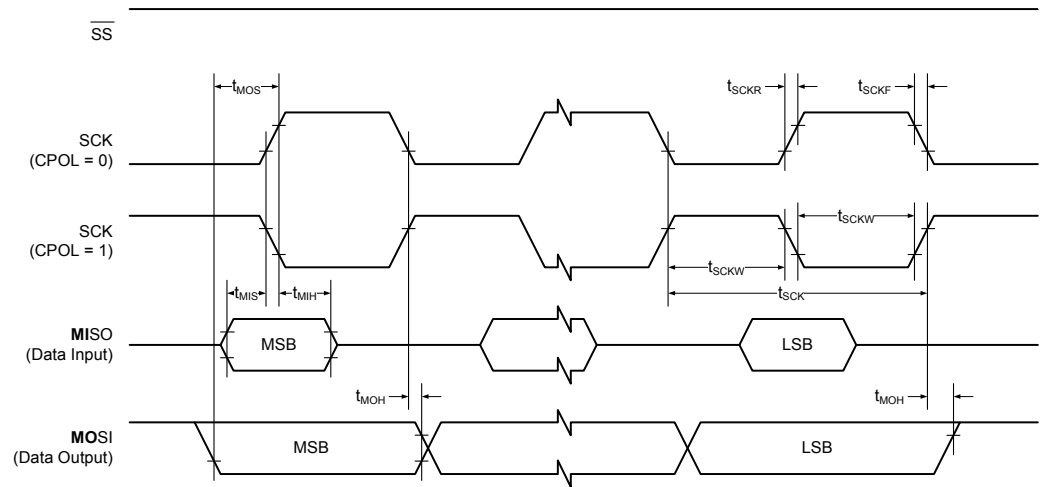 SS
tMOS
tSCKR
tSCKF
SCK
(CPOL = 0)
SCK
(CPOL = 1)
tSCKW
tSCKW
tSCK
tMIS
tMIH
MISO
(Data Input)
MSB
LSB
tMOH
tMOH
MOSI
(Data Output)
MSB
LSB